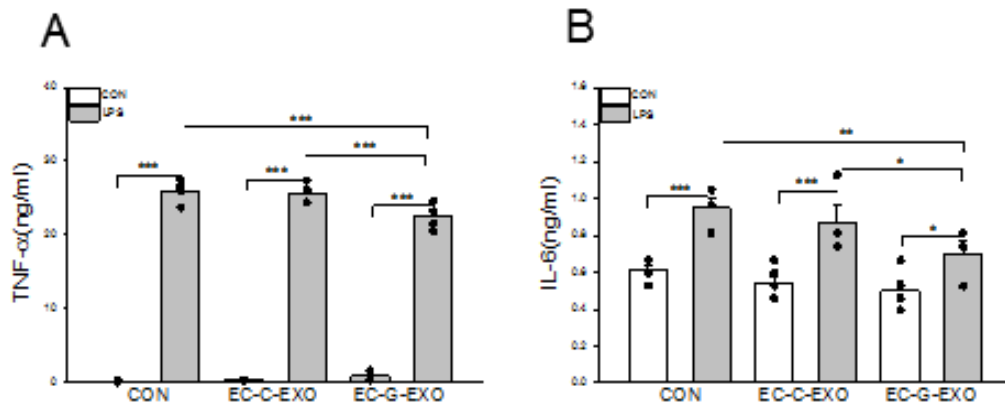 A
B
40
30
20
10
0
TNF-α(ng/ml)
CON
LPS
***
***
***
***
***
CON
EC-C-EXO
EC-G-EXO
1.6
1.4
1.2
1.0
0.8
0.6
0.4
0.2
0.0
IL-6(ng/ml)
CON
LPS
**
*
***
***
*
CON
EC-C-EXO
EC-G-EXO